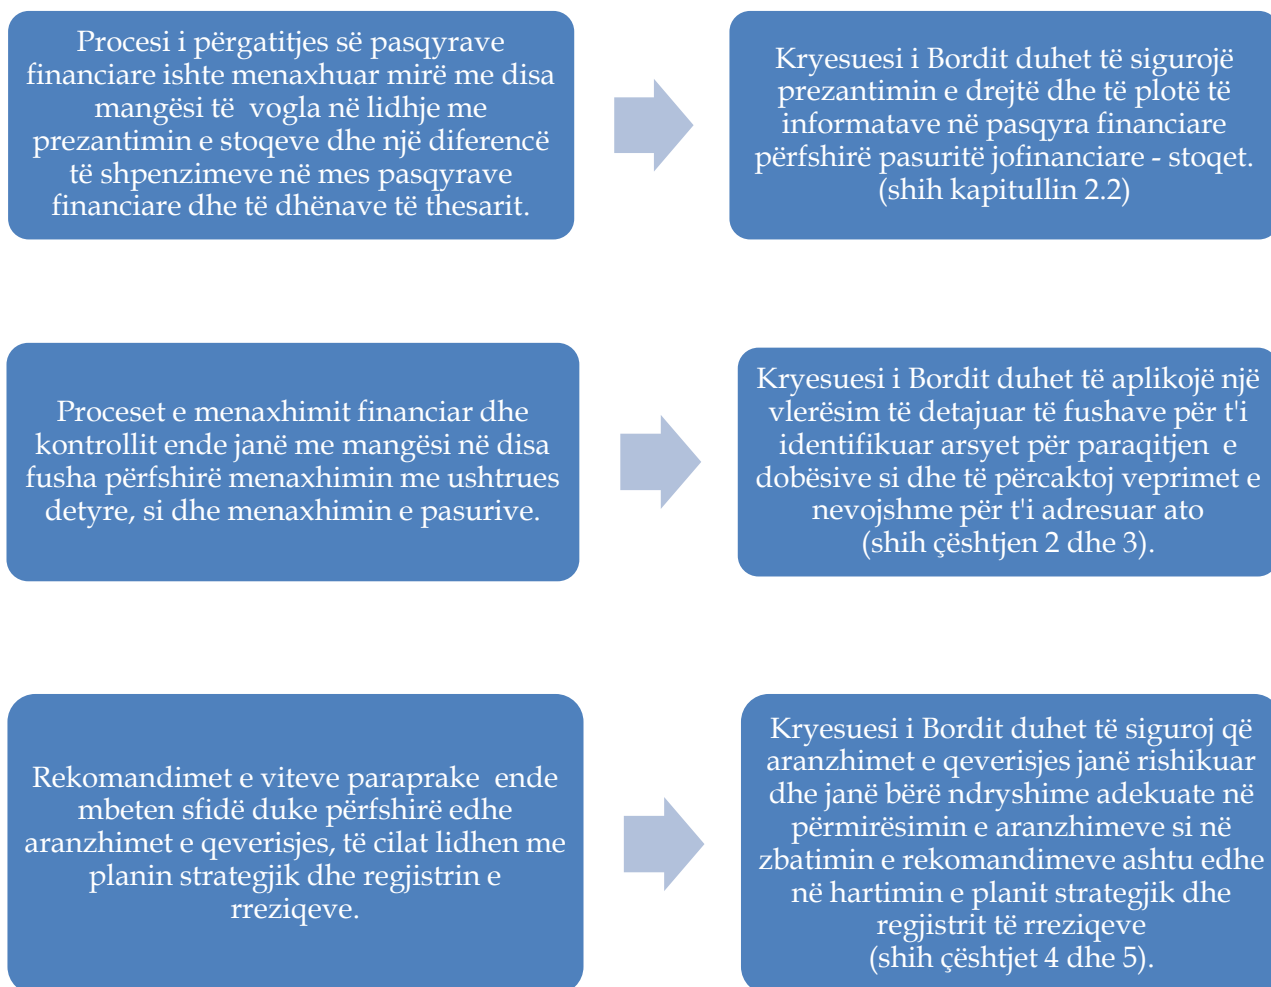 Procesi i përgatitjes së pasqyrave
financiare ishte menaxhuar mirë me disa
mangësi të vogla në lidhje me
prezantimin e stoqeve dhe një diferencë
të shpenzimeve në mes pasqyrave
financiare dhe të dhënave të thesarit.
Kryesuesi i Bordit duhet të sigurojë
prezantimin e drejtë dhe të plotë të
informatave në pasqyra financiare
përfshirë pasuritë jofinanciare - stoqet.
(shih kapitullin 2.2)
Proceset e menaxhimit financiar dhe
kontrollit ende janë me mangësi në disa
fusha përfshirë menaxhimin me ushtrues
detyre, si dhe menaxhimin e pasurive.
Kryesuesi i Bordit duhet të aplikojë një
vlerësim të detajuar të fushave për t'i
identifikuar arsyet për paraqitjen e
dobësive si dhe të përcaktoj veprimet e
nevojshme për t'i adresuar ato
(shih çështjen 2 dhe 3).
Rekomandimet e viteve paraprake ende
mbeten sfidë duke përfshirë edhe
aranzhimet e qeverisjes, të cilat lidhen me
planin strategjik dhe regjistrin e
rreziqeve.
Kryesuesi i Bordit duhet të siguroj që
aranzhimet e qeverisjes janë rishikuar
dhe janë bërë ndryshime adekuate në
përmirësimin e aranzhimeve si në
zbatimin e rekomandimeve ashtu edhe
në hartimin e planit strategjik dhe
regjistrit të rreziqeve
(shih çështjet 4 dhe 5).